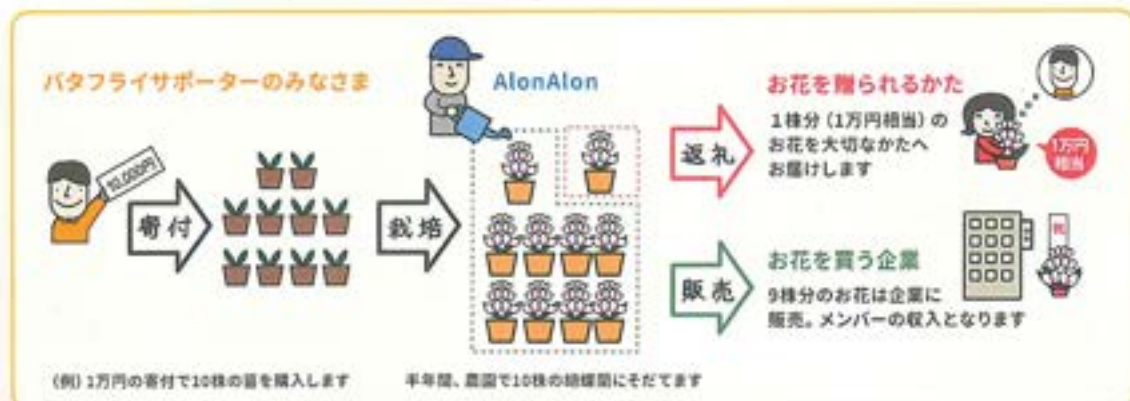 バタフライサポーターのみなさま
10,000円
寄付
(例) 1万円の寄付で10株の苗を購入します
AlonAlon
栽培
半年間、農園で10株の胡蝶蘭にそだてます
返礼
お花を贈られるかた
1株分(1万円相当)の
お花を大切なかたへ
お届けします
1万円
相当
販売
お花を買う企業
9株分のお花は企業に
販売。メンバーの収入となります
祝